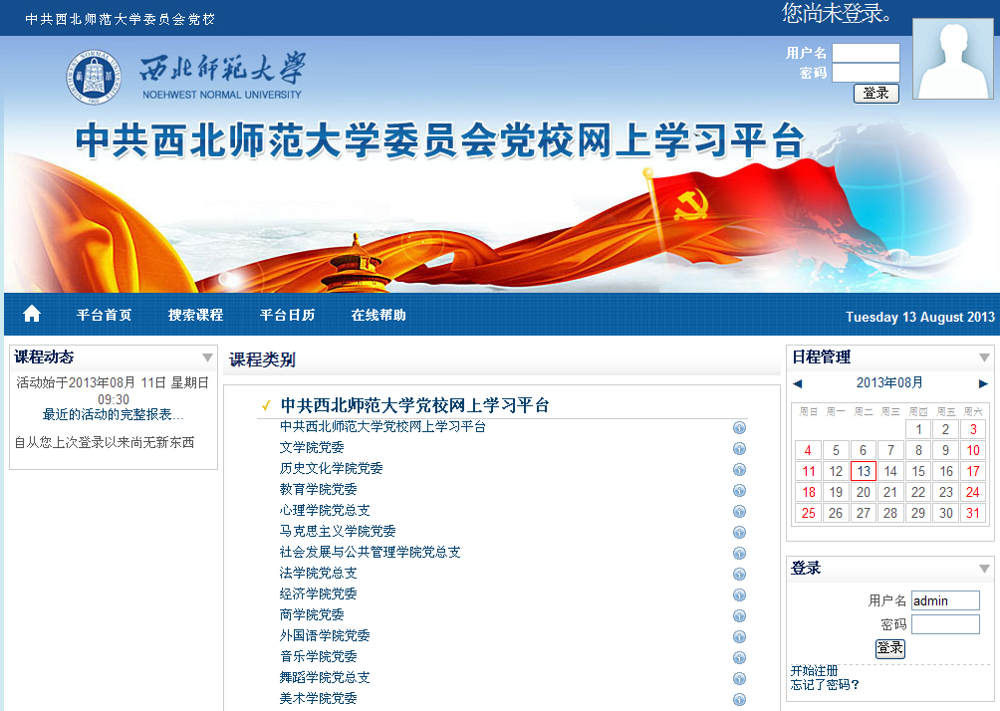 中共西北师范大学委员会党校
您尚未登录。
用户名
密码
登录
西北师范大学
NOEHWEST NORMAL UNIVERSITY
中共西北师范大学委员会党校网上学习平台
平台首页 搜索课程 平台日历 在线帮助
Tuesday 13 August 2013
课程动态
活动始于2013年08月 11日 星期日
09:30
最近的活动的完整报表...
自从您上次登录以来尚无新东西
课程类别
中共西北师范大学党校网上学习平台
中共西北师范大学党校网上学习平台
文学院党委
历史文化学院党委
教育学院党委
心理学院党总支
马克思主义学院党委
社会发展与公共管理学院党总支
法学院党总支
经济学院党委
商学院党委
外国语学院党委
音乐学院党委
舞蹈学院党总支
美术学院党委
日程管理
◀ 2013年08月 ▶
周日 周一 周二 周三 周四 周五 周六
1 2 3
4 5 6 7 8 9 10
11 12 13 14 15 16 17
18 19 20 21 22 23 24
25 26 27 28 29 30 31
登录
用户名 admin
密码
登录
开始注册
忘记了密码?